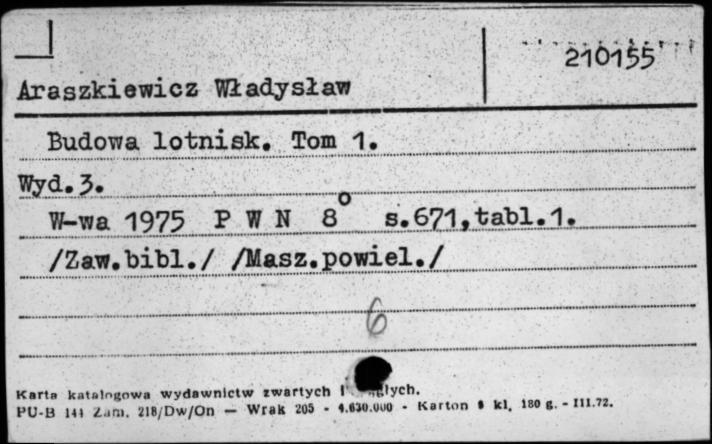 210155
Araszkiewicz Władysław
Budowa lotnisk. Tom 1.
Wyd.3.
W-wa 1975 P W N 8° s.671,tabl.1.
/Zaw.bibl./ /Masz.powiel./
6
Karta katalogowa wydawnictw zwartych i
PU-B 144 Zam. 218/Dw/On — Wrak 205 - 4.630.000 - Karton kl. 180 g. - III.72.